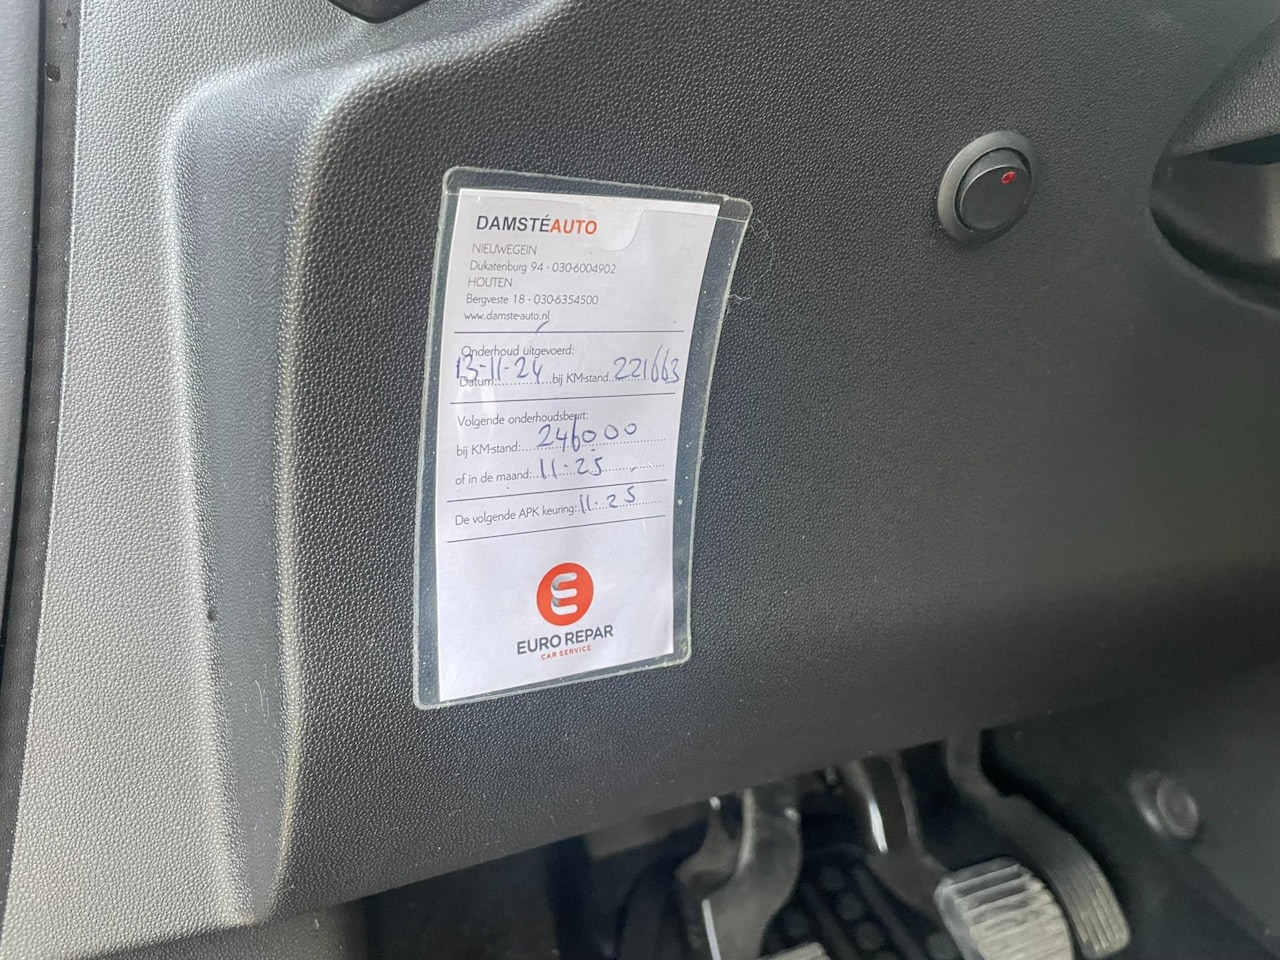 DAMSTÉAUTO
NIEUWEGEIN
Dukatenburg 94 - 030-6004902
HOUTEN
Bergveste 18 - 030-6354500
www.damste-auto.nl
Onderhoud uitgevoerd:
Datum: 13-11-24 bij KM-stand: 221663
Volgende onderhoudsbeurt:
bij KM-stand: 246000
of in de maand: 11-25
De volgende APK keuring: 11-25
EURO REPAR
CAR SERVICE